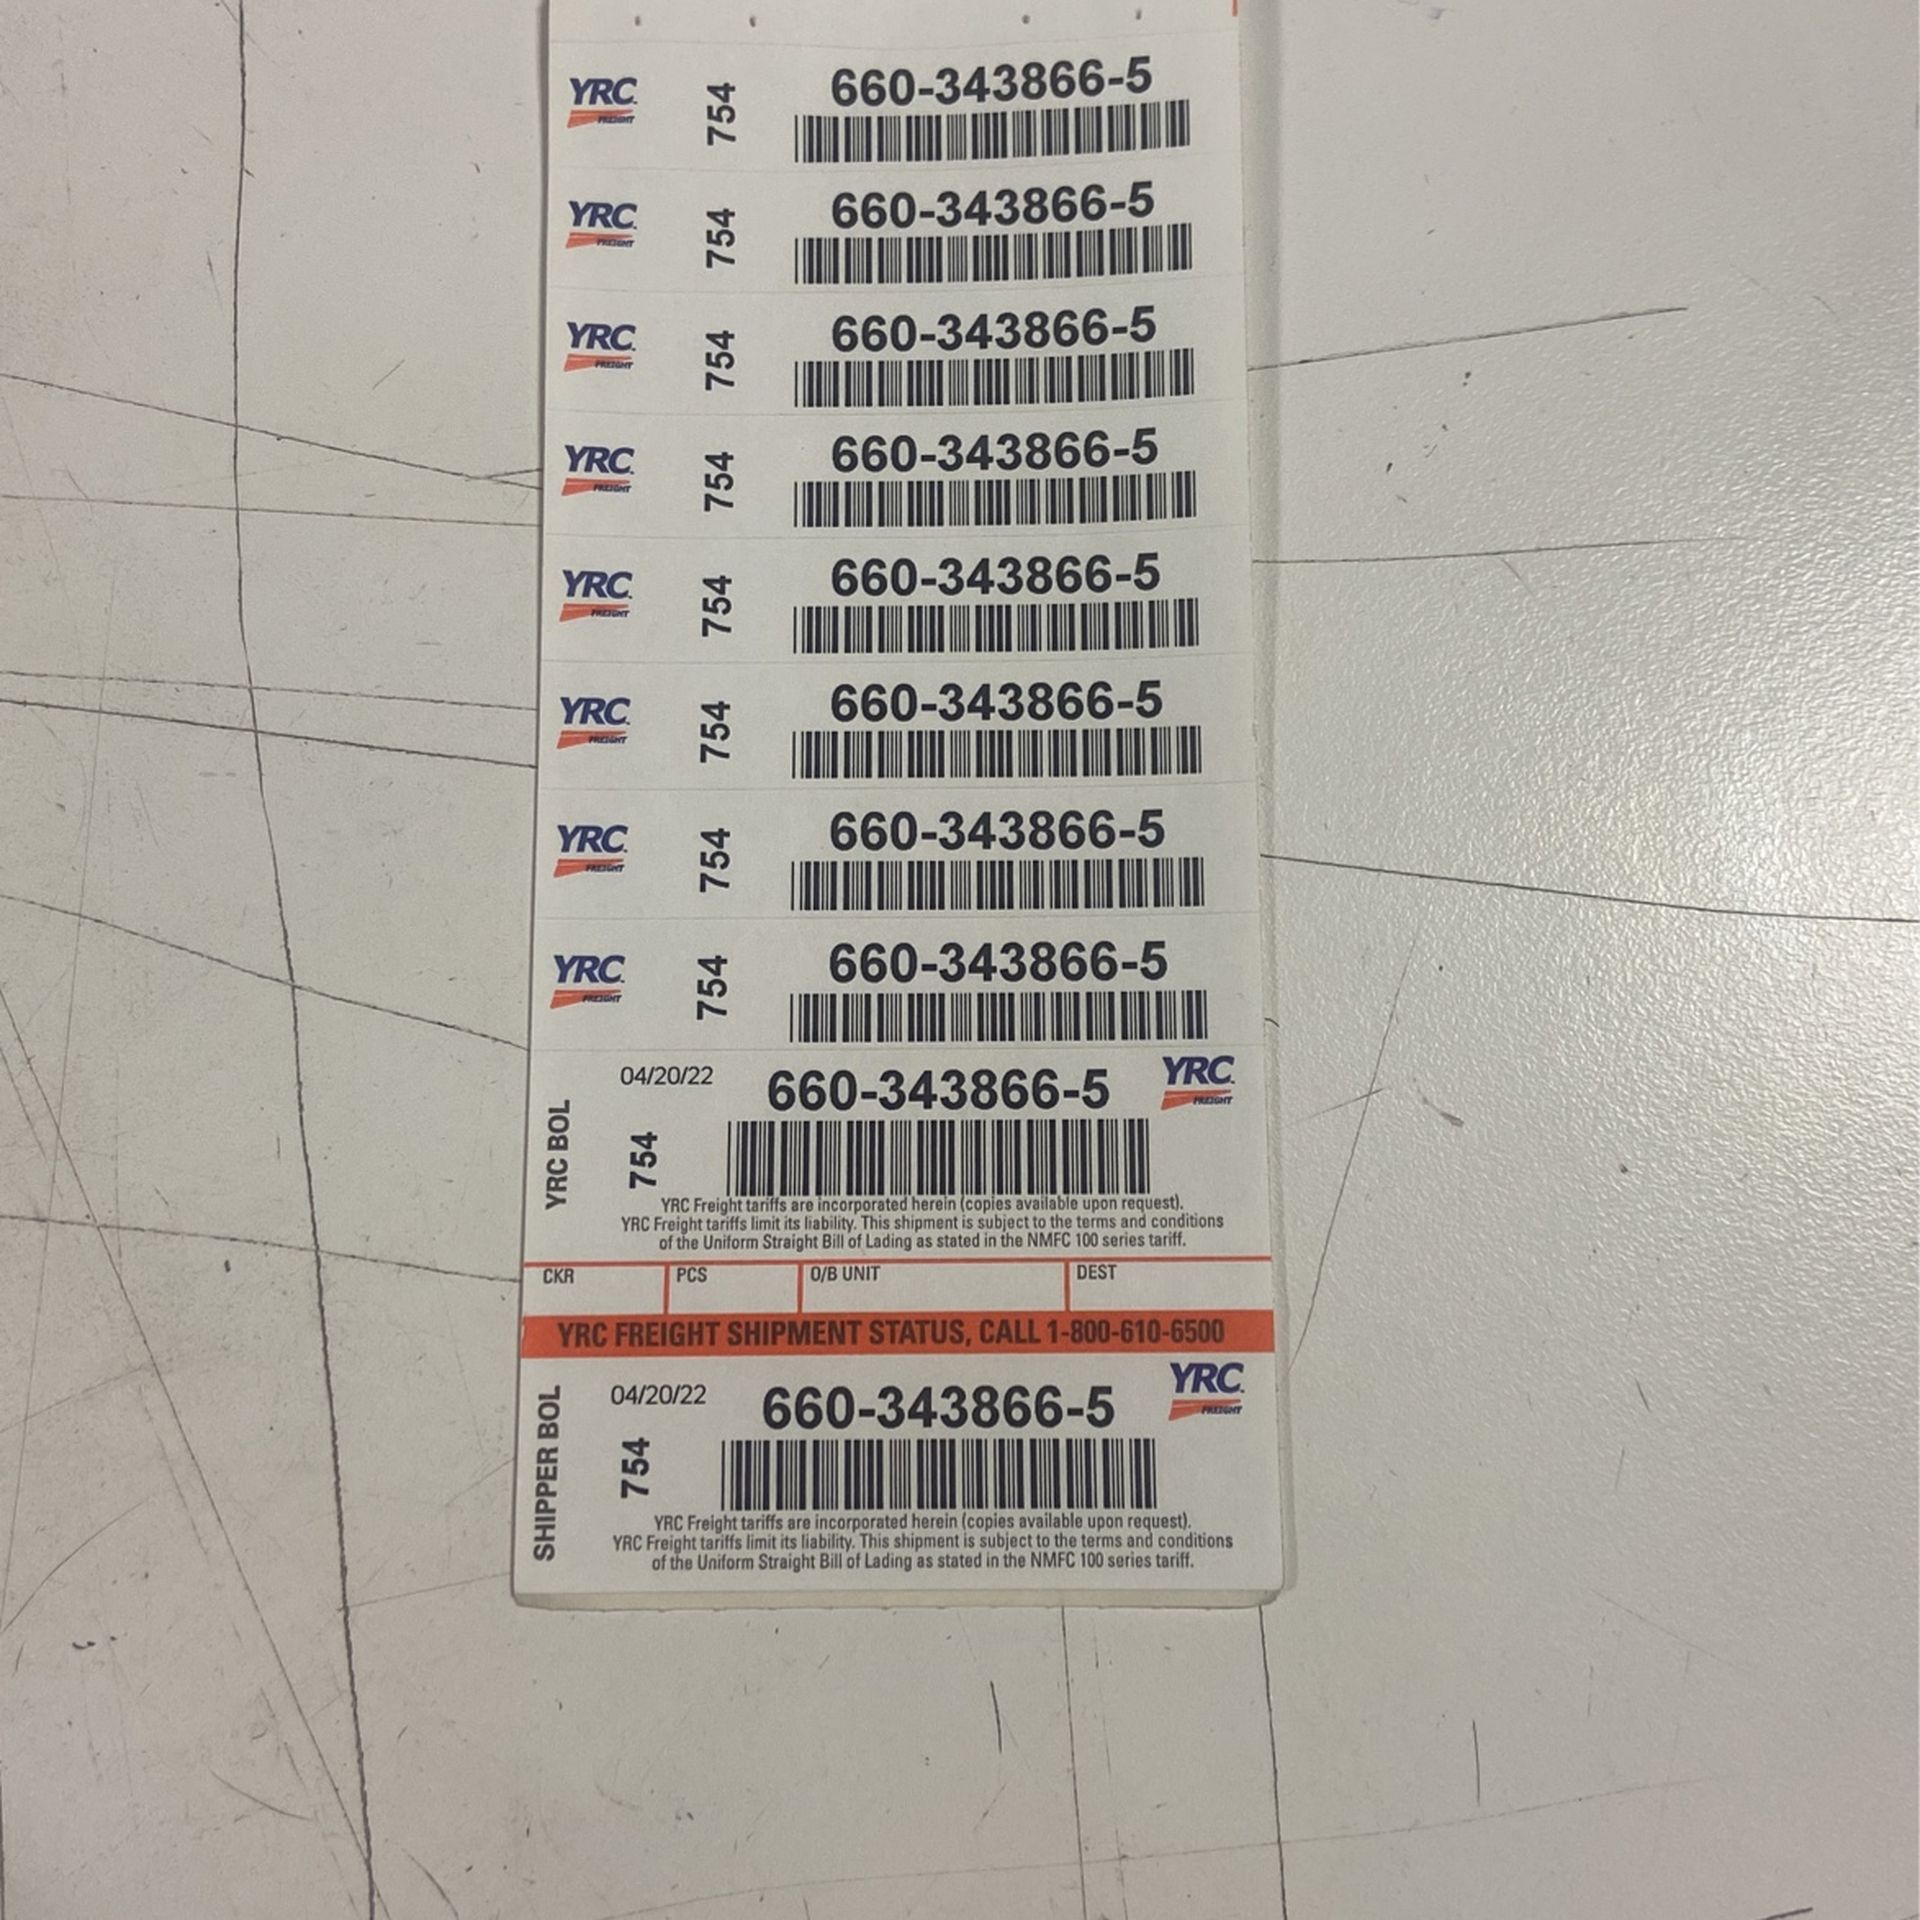 YRC FREIGHT 754 660-343866-5
YRC FREIGHT 754 660-343866-5
YRC FREIGHT 754 660-343866-5
YRC FREIGHT 754 660-343866-5
YRC FREIGHT 754 660-343866-5
YRC FREIGHT 754 660-343866-5
YRC FREIGHT 754 660-343866-5
YRC FREIGHT 754 660-343866-5
YRC BOL
04/20/22 660-343866-5 YRC FREIGHT
754
YRC Freight tariffs are incorporated herein (copies available upon request).
YRC Freight tariffs limit its liability. This shipment is subject to the terms and conditions
of the Uniform Straight Bill of Lading as stated in the NMFC 100 series tariff.
CKR PCS O/B UNIT DEST
YRC FREIGHT SHIPMENT STATUS, CALL 1-800-610-6500
SHIPPER BOL
04/20/22 660-343866-5 YRC FREIGHT
754
YRC Freight tariffs are incorporated herein (copies available upon request).
YRC Freight tariffs limit its liability. This shipment is subject to the terms and conditions
of the Uniform Straight Bill of Lading as stated in the NMFC 100 series tariff.